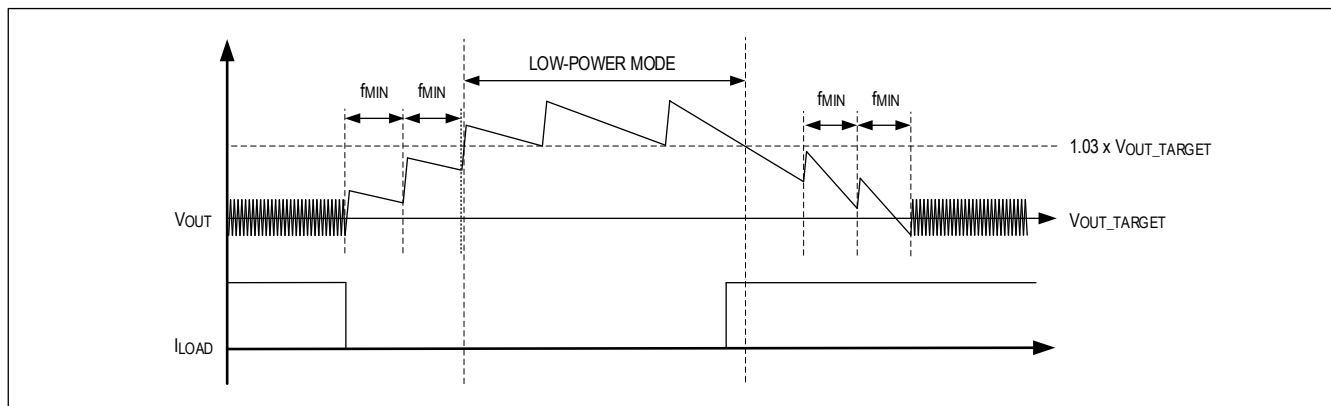 LOW-POWER MODE
fMIN
fMIN
fMIN
fMIN
1.03 x VOUT_TARGET
VOUT
VOUT_TARGET
ILOAD